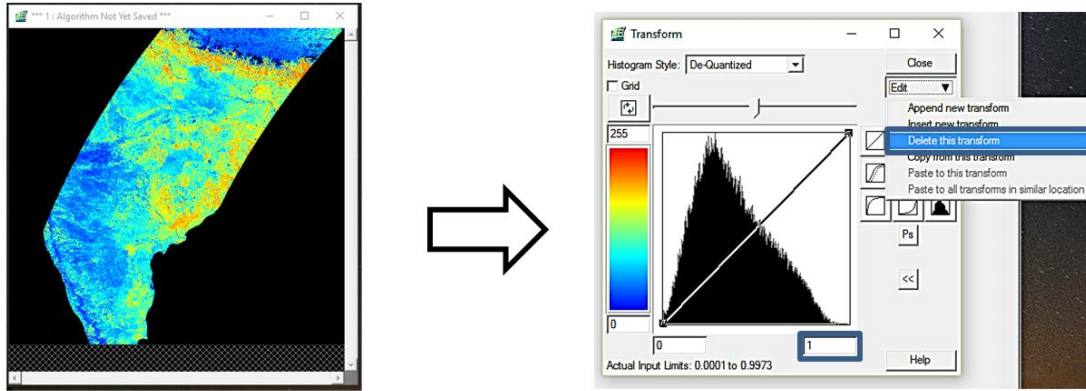 *** 1 : Algorithm Not Yet Saved ***
Transform
Histogram Style: De-Quantized
Close
Grid
Edit
Append new transform
Insert new transform
Delete this transform
Copy from this transform
Paste to this transform
Paste to all transforms in similar location
255
Ps
<<
0
0 1
Actual Input Limits: 0.0001 to 0.9973
Help